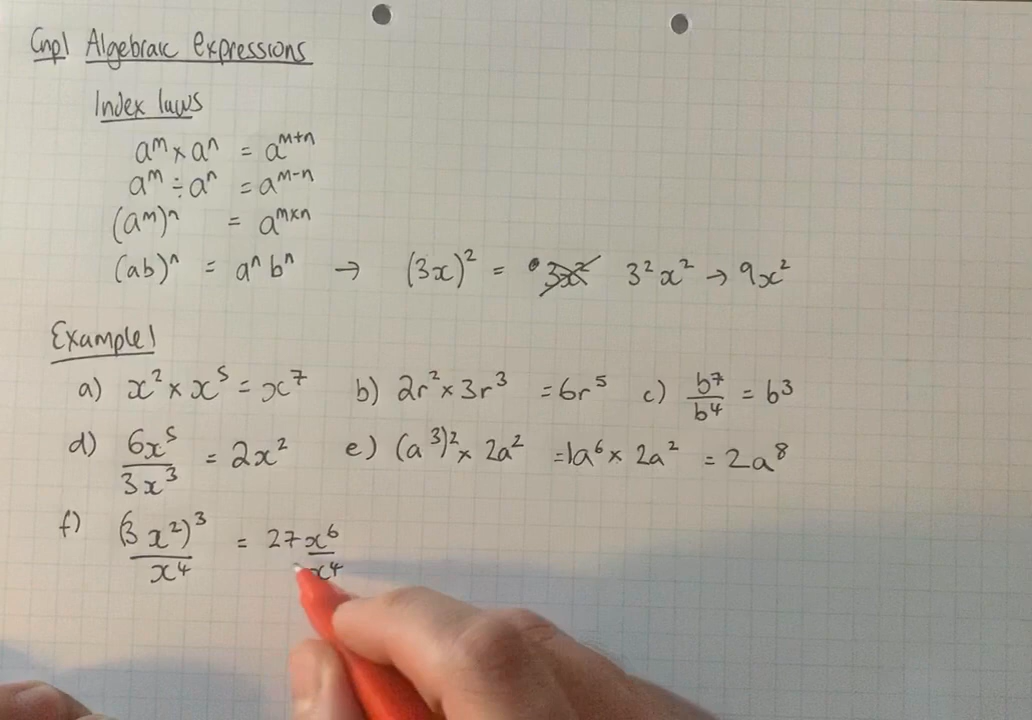 Cnp1 Algebraic expressions
Index laws
a^m × a^n = a^{m+n}
a^m ÷ a^n = a^{m-n}
(a^m)^n = a^{m×n}
(ab)^n = a^n b^n → (3x)^2 = 3x^2 3^2 x^2 → 9x^2
Example 1
a) x^2 × x^5 = x^7 b) 2r^2 × 3r^3 = 6r^5 c) b^7/b^4 = b^3
d) 6x^5/3x^3 = 2x^2 e) (a^3)^2 × 2a^2 = 1a^6 × 2a^2 = 2a^8
f) (3x^2)^3/x^4 = 27x^6/x^4